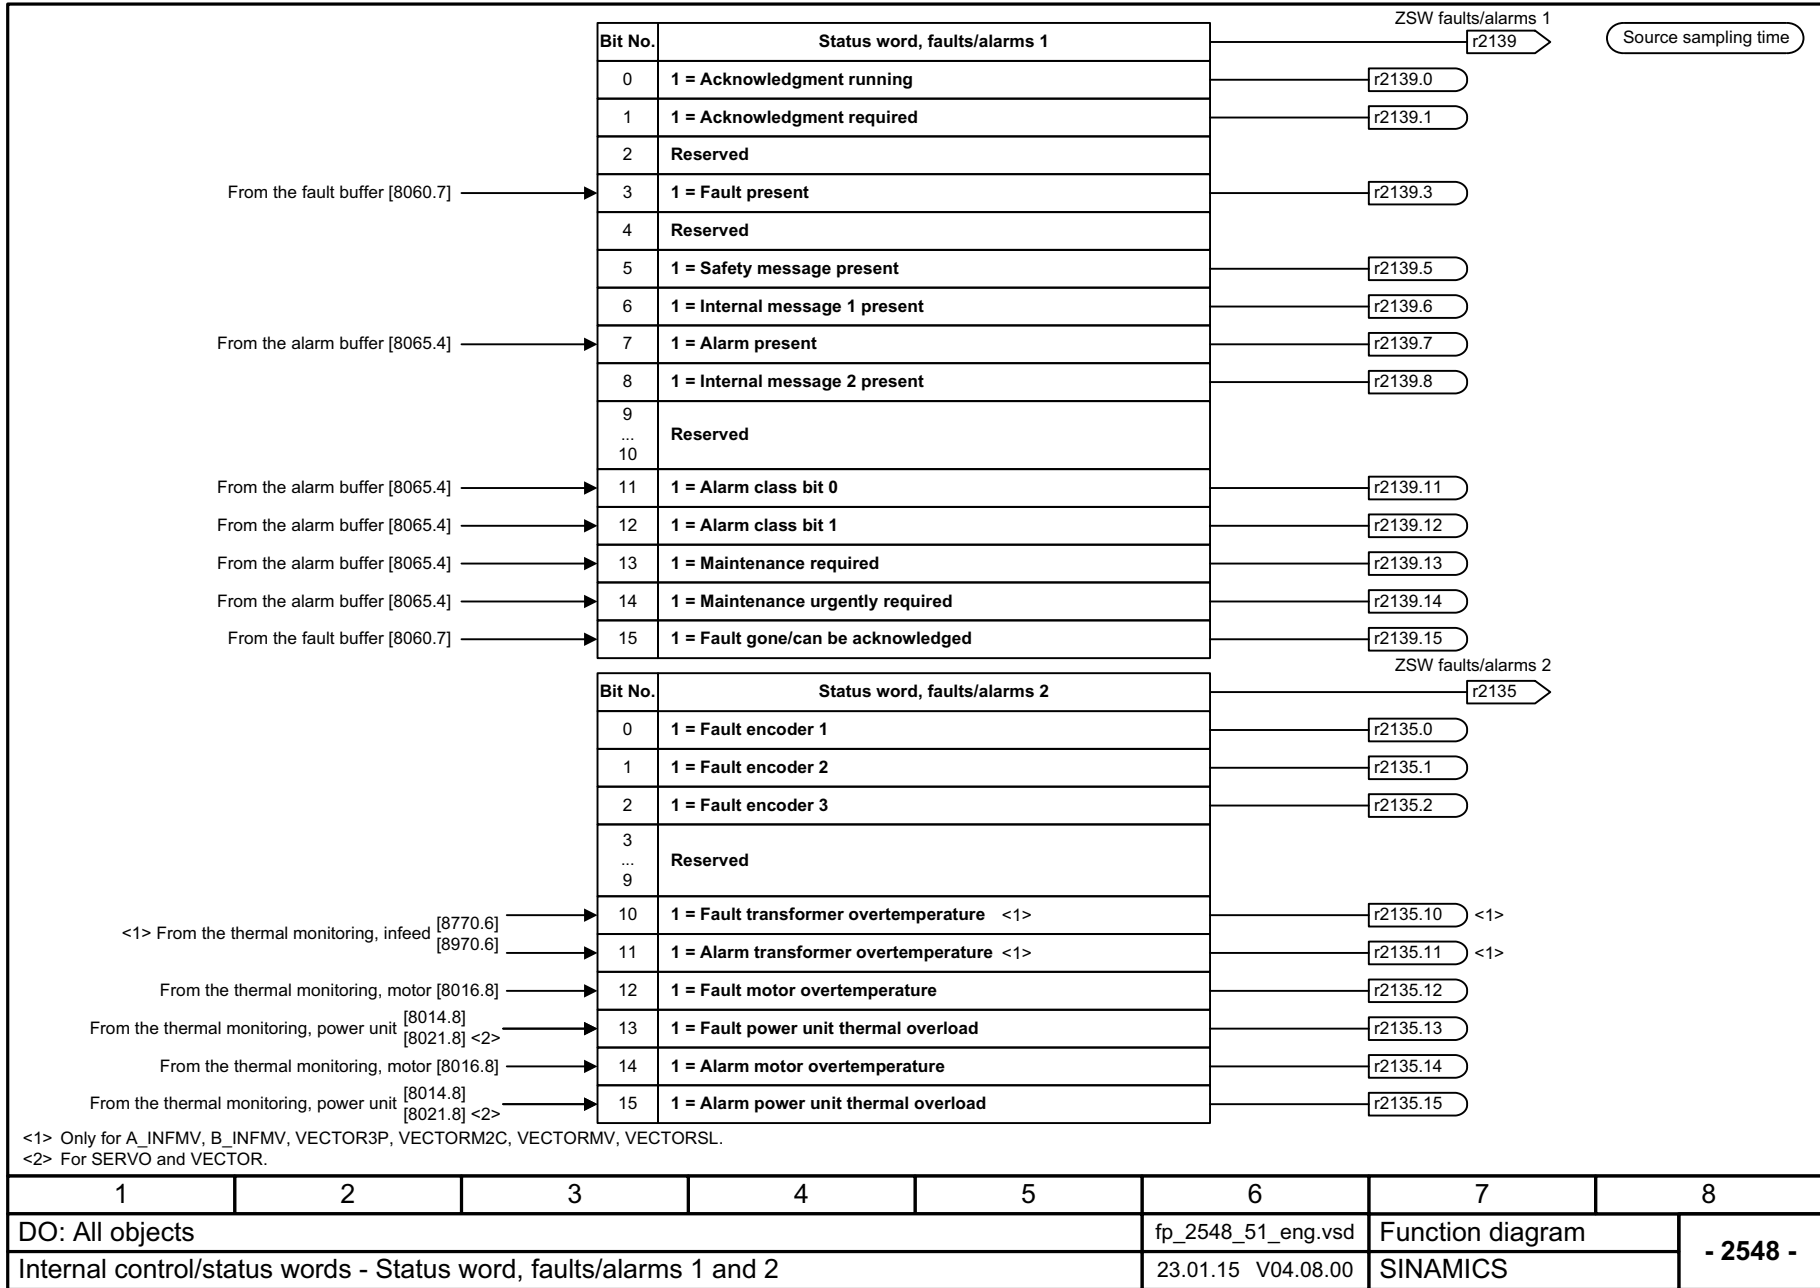 ZSW faults/alarms 1
Bit No. Status word, faults/alarms 1 r2139 Source sampling time
0 1 = Acknowledgment running r2139.0
1 1 = Acknowledgment required r2139.1
2 Reserved
From the fault buffer [8060.7] 3 1 = Fault present r2139.3
4 Reserved
5 1 = Safety message present r2139.5
6 1 = Internal message 1 present r2139.6
From the alarm buffer [8065.4] 7 1 = Alarm present r2139.7
8 1 = Internal message 2 present r2139.8
9
... Reserved
10
From the alarm buffer [8065.4] 11 1 = Alarm class bit 0 r2139.11
From the alarm buffer [8065.4] 12 1 = Alarm class bit 1 r2139.12
From the alarm buffer [8065.4] 13 1 = Maintenance required r2139.13
From the alarm buffer [8065.4] 14 1 = Maintenance urgently required r2139.14
From the fault buffer [8060.7] 15 1 = Fault gone/can be acknowledged r2139.15
ZSW faults/alarms 2
Bit No. Status word, faults/alarms 2 r2135
0 1 = Fault encoder 1 r2135.0
1 1 = Fault encoder 2 r2135.1
2 1 = Fault encoder 3 r2135.2
3
... Reserved
9
<1> From the thermal monitoring, infeed [8770.6] 10 1 = Fault transformer overtemperature <1> r2135.10 <1>
[8970.6] 11 1 = Alarm transformer overtemperature <1> r2135.11 <1>
From the thermal monitoring, motor [8016.8] 12 1 = Fault motor overtemperature r2135.12
From the thermal monitoring, power unit [8014.8] 13 1 = Fault power unit thermal overload r2135.13
[8021.8] <2>
From the thermal monitoring, motor [8016.8] 14 1 = Alarm motor overtemperature r2135.14
From the thermal monitoring, power unit [8014.8] 15 1 = Alarm power unit thermal overload r2135.15
[8021.8] <2>
<1> Only for A_INFMV, B_INFMV, VECTOR3P, VECTORM2C, VECTORMV, VECTORSL.
<2> For SERVO and VECTOR.
1 2 3 4 5 6 7 8
DO: All objects fp_2548_51_eng.vsd Function diagram - 2548 -
Internal control/status words - Status word, faults/alarms 1 and 2 23.01.15 V04.08.00 SINAMICS